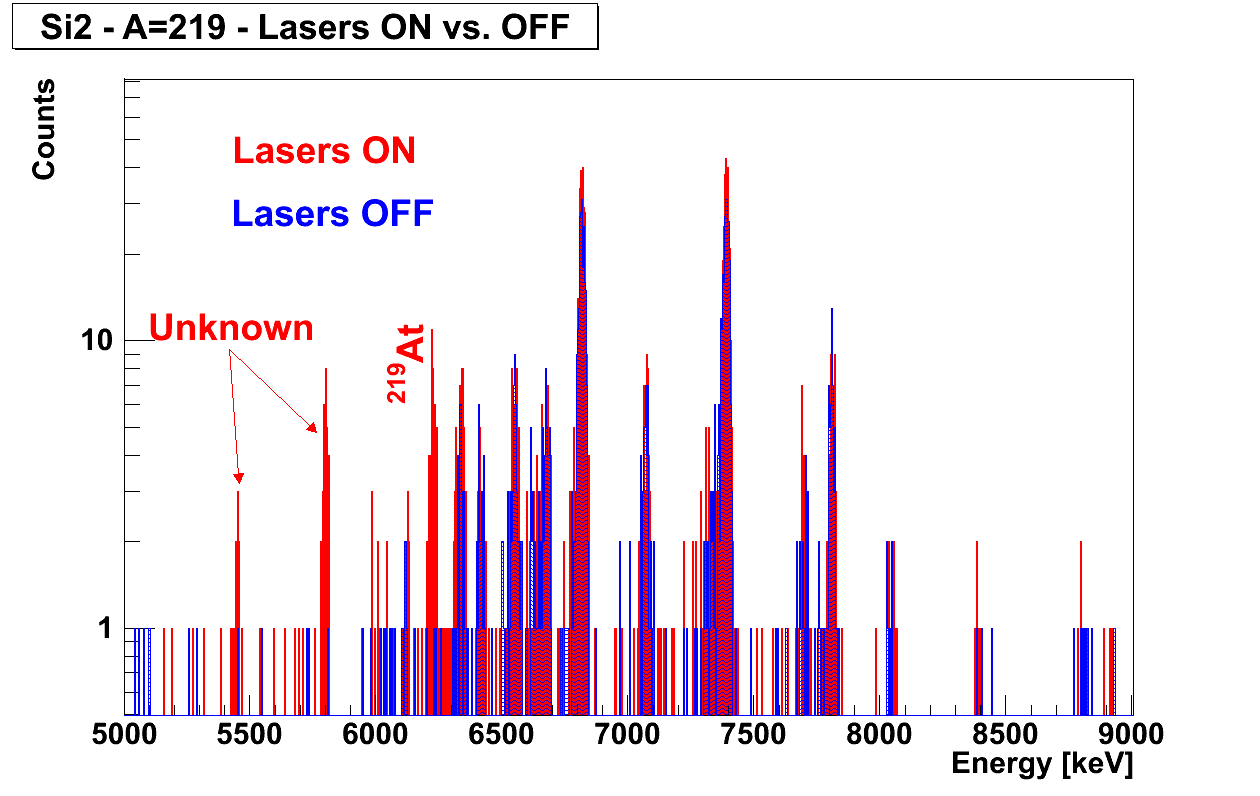 Si2 - A=219 - Lasers ON vs. OFF
Counts
Lasers ON
Lasers OFF
Unknown
219At
10
1
5000 5500 6000 6500 7000 7500 8000 8500 9000
Energy [keV]